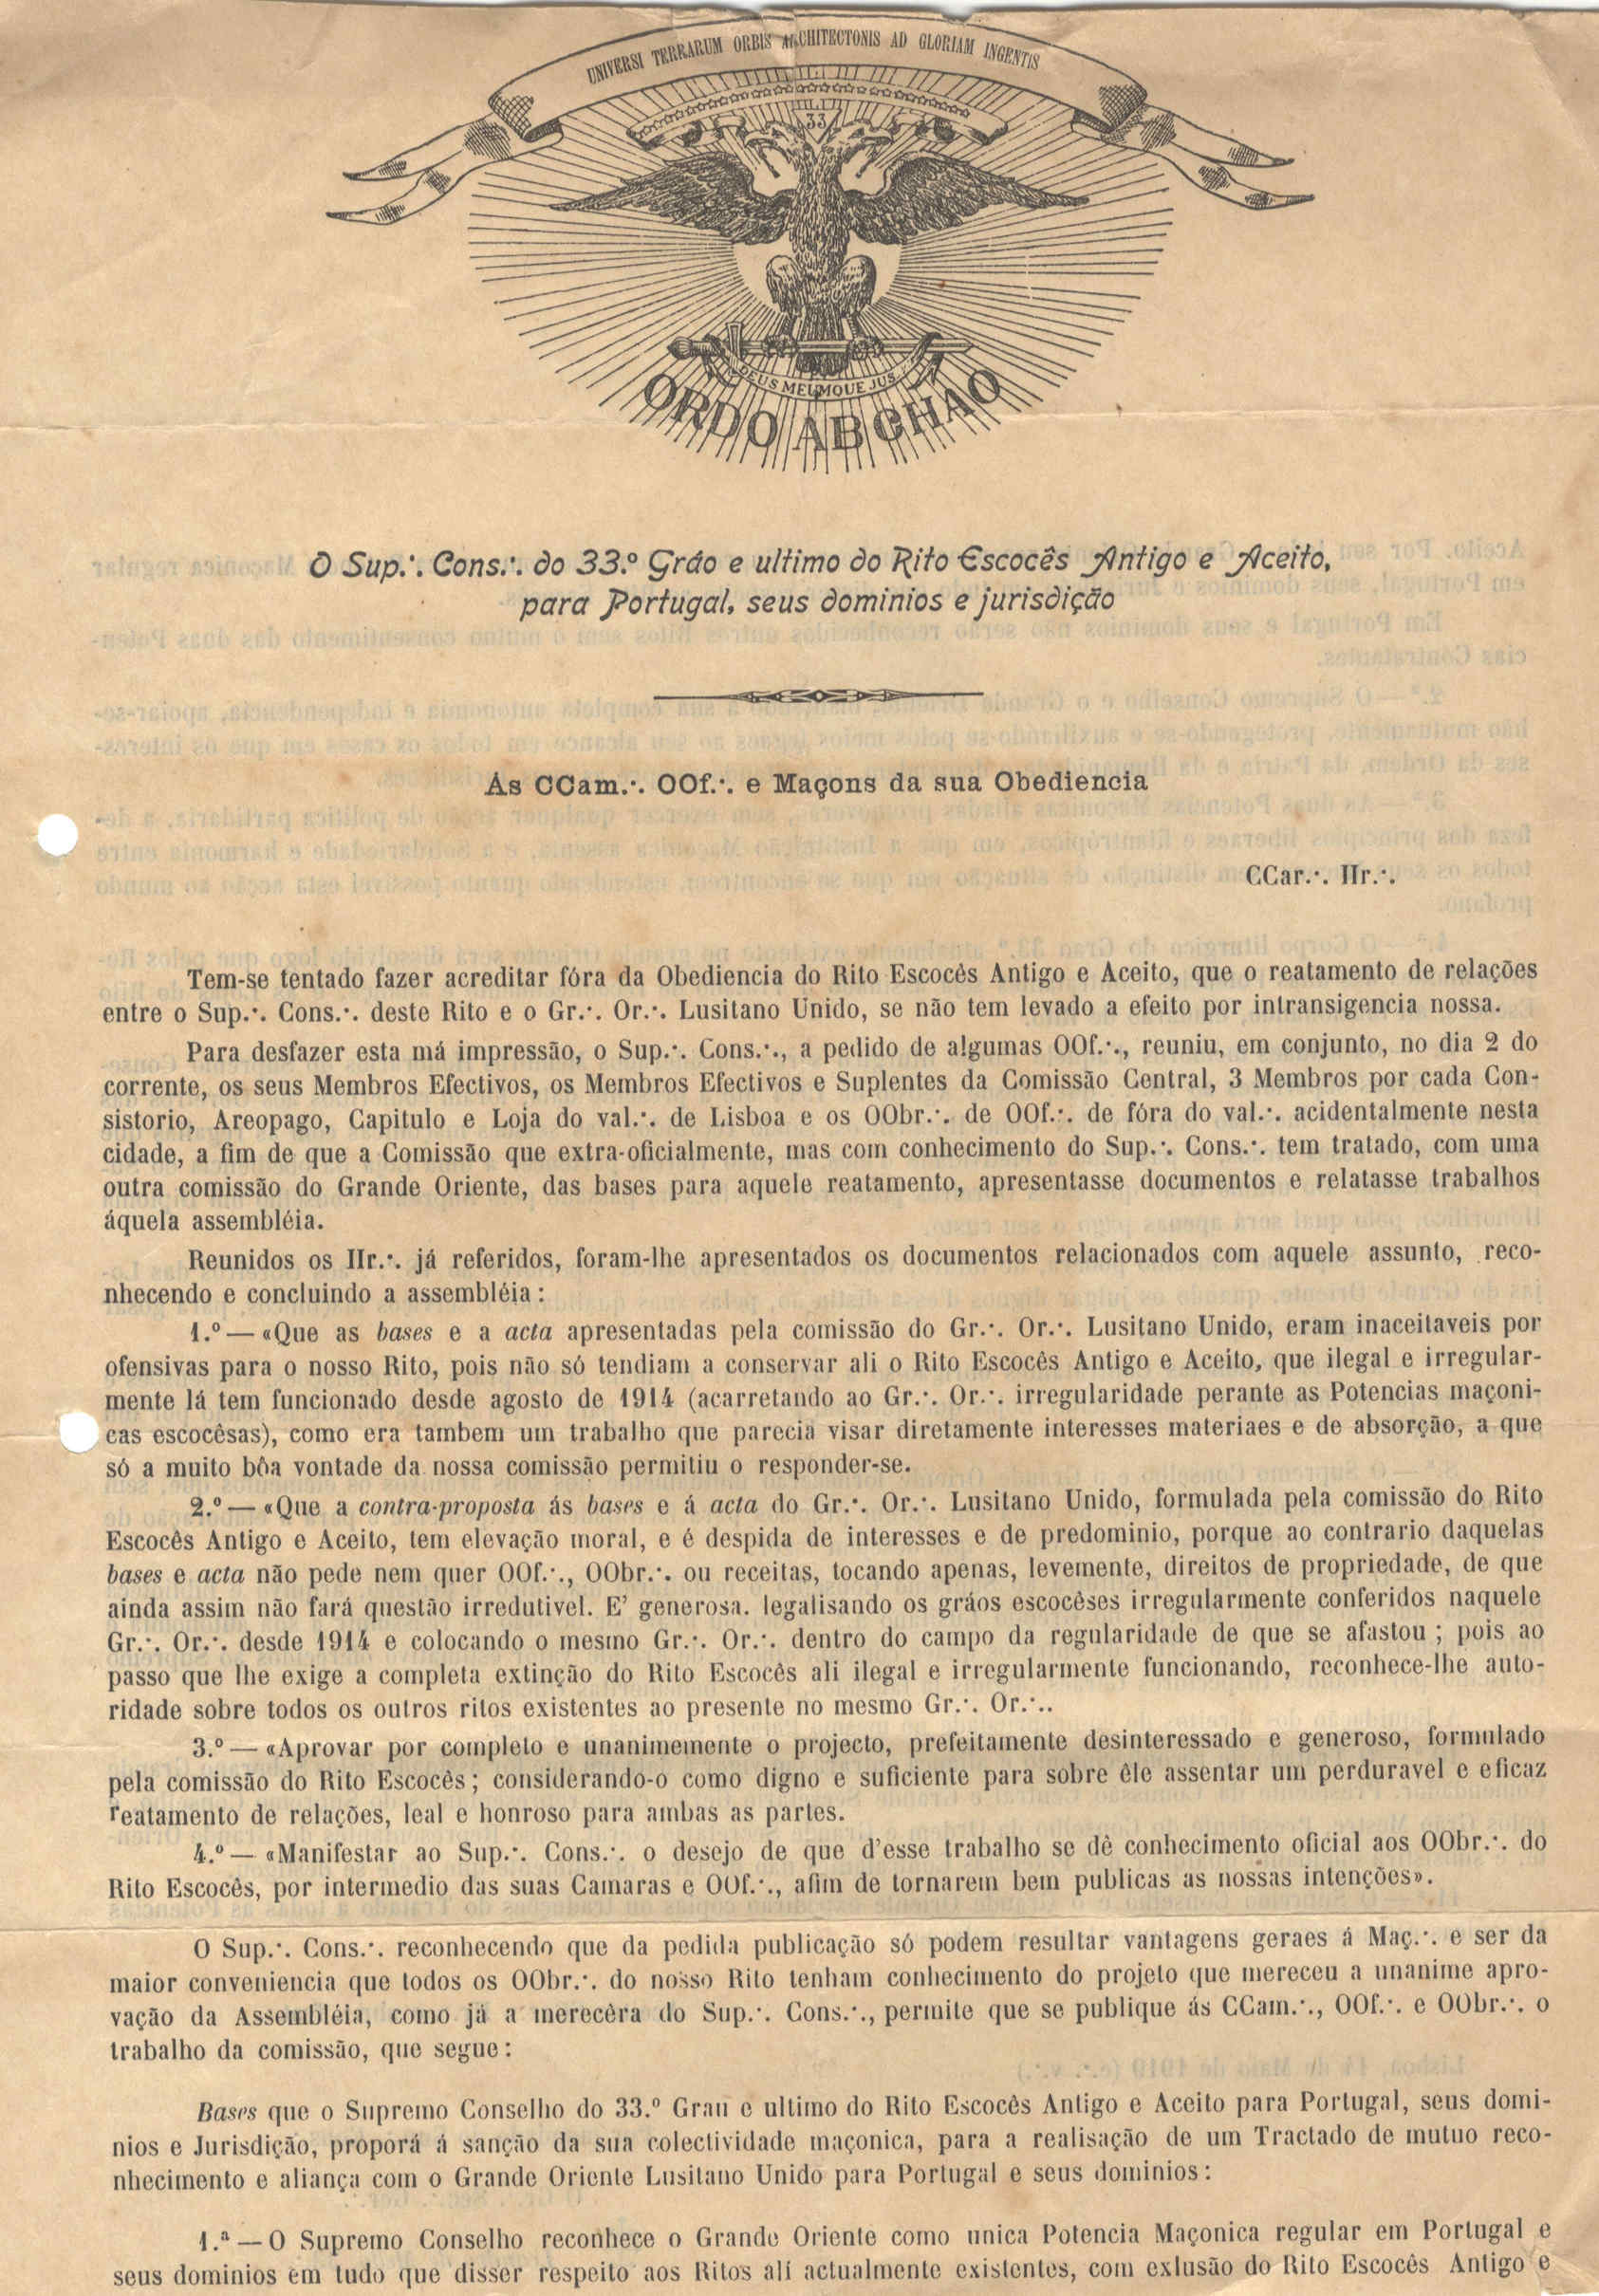 UNIVERSI TERRARUM ORBIS ARCHITECTONIS AD GLORIAM INGENTIS
33
DEUS MEUMQUE JUS
ORDO AB CHAO
O Sup.·. Cons.·. do 33.º Gráo e ultimo do Rito Escocês Antigo e Aceito,
para Portugal, seus dominios e jurisdição
Ás CCam.·. OOf.·. e Maçons da sua Obediencia
CCar.·. IIr.·.
Tem-se tentado fazer acreditar fóra da Obediencia do Rito Escocês Antigo e Aceito, que o reatamento de relações
entre o Sup.·. Cons.·. deste Rito e o Gr.·. Or.·. Lusitano Unido, se não tem levado a efeito por intransigencia nossa.
Para desfazer esta má impressão, o Sup.·. Cons.·., a pedido de algumas OOf.·., reuniu, em conjunto, no dia 2 do
corrente, os seus Membros Efectivos, os Membros Efectivos e Suplentes da Comissão Central, 3 Membros por cada Con-
sistorio, Areopago, Capitulo e Loja do val.·. de Lisboa e os OObr.·. de OOf.·. de fóra do val.·. acidentalmente nesta
cidade, a fim de que a Comissão que extra-oficialmente, mas com conhecimento do Sup.·. Cons.·. tem tratado, com uma
outra comissão do Grande Oriente, das bases para aquele reatamento, apresentasse documentos e relatasse trabalhos
áquela assembléia.
Reunidos os IIr.·. já referidos, foram-lhe apresentados os documentos relacionados com aquele assunto, reco-
nhecendo e concluindo a assembléia:
1.º — «Que as bases e a acta apresentadas pela comissão do Gr.·. Or.·. Lusitano Unido, eram inaceitaveis por
ofensivas para o nosso Rito, pois não só tendiam a conservar ali o Rito Escocês Antigo e Aceito, que ilegal e irregular-
mente lá tem funcionado desde agosto de 1914 (acarretando ao Gr.·. Or.·. irregularidade perante as Potencias maçoni-
cas escocêsas), como era tambem um trabalho que parecia visar diretamente interesses materiaes e de absorção, a que
só a muito bôa vontade da nossa comissão permitiu o responder-se.
2.º — «Que a contra-proposta ás bases e á acta do Gr.·. Or.·. Lusitano Unido, formulada pela comissão do Rito
Escocês Antigo e Aceito, tem elevação moral, e é despida de interesses e de predominio, porque ao contrario daquelas
bases e acta não pede nem quer OOf.·., OObr.·. ou receitas, tocando apenas, levemente, direitos de propriedade, de que
ainda assim não fará questão irredutivel. E' generosa. legalisando os gráos escocêses irregularmente conferidos naquele
Gr.·. Or.·. desde 1914 e colocando o mesmo Gr.·. Or.·. dentro do campo da regularidade de que se afastou; pois ao
passo que lhe exige a completa extinção do Rito Escocês ali ilegal e irregularmente funcionando, reconhece-lhe auto-
ridade sobre todos os outros ritos existentes ao presente no mesmo Gr.·. Or.·..
3.º — «Aprovar por completo e unanimemente o projecto, prefeitamente desinteressado e generoso, formulado
pela comissão do Rito Escocês; considerando-o como digno e suficiente para sobre êle assentar um perduravel e eficaz
reatamento de relações, leal e honroso para ambas as partes.
4.º — «Manifestar ao Sup.·. Cons.·. o desejo de que d'esse trabalho se dê conhecimento oficial aos OObr.·. do
Rito Escocês, por intermedio das suas Camaras e OOf.·., afim de tornarem bem publicas as nossas intenções».
O Sup.·. Cons.·. reconhecendo que da pedida publicação só podem resultar vantagens geraes á Maç.·. e ser da
maior conveniencia que todos os OObr.·. do nosso Rito tenham conhecimento do projeto que mereceu a unanime apro-
vação da Assembléia, como já a merecêra do Sup.·. Cons.·., permite que se publique ás CCam.·., OOf.·. e OObr.·. o
trabalho da comissão, que segue:
Bases que o Supremo Conselho do 33.º Grau e ultimo do Rito Escocês Antigo e Aceito para Portugal, seus domi-
nios e Jurisdição, proporá á sanção da sua colectividade maçonica, para a realisação de um Tractado de mutuo reco-
nhecimento e aliança com o Grande Oriente Lusitano Unido para Portugal e seus dominios:
1.ª — O Supremo Conselho reconhece o Grande Oriente como unica Potencia Maçonica regular em Portugal e
seus dominios em tudo que disser respeito aos Ritos ali actualmente existentes, com exlusão do Rito Escocês Antigo e